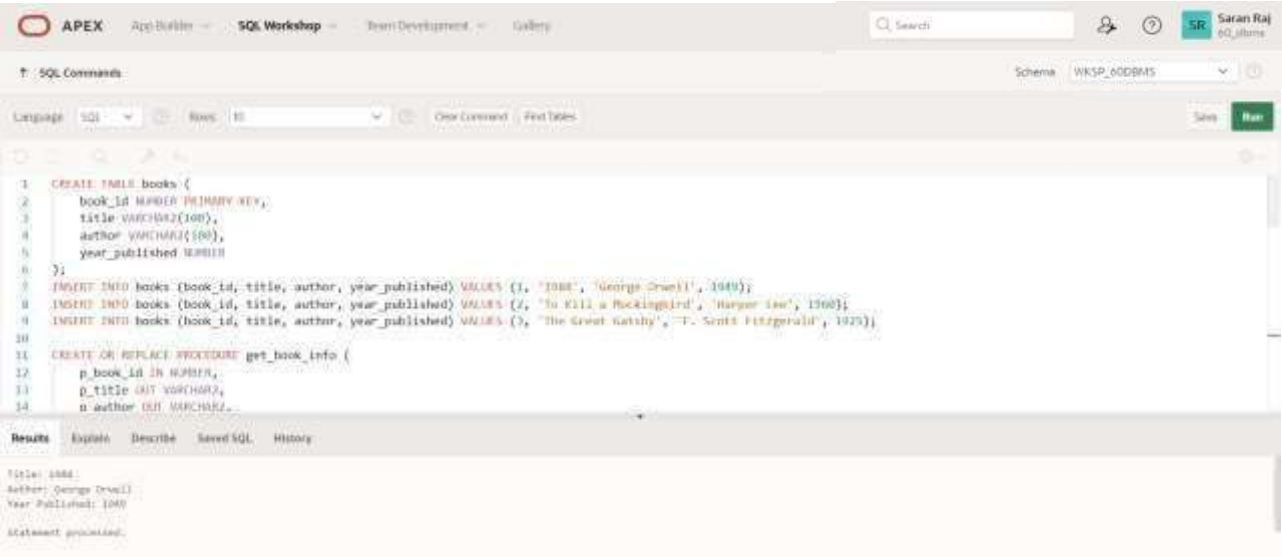 APEX App Builder SQL Workshop Team Development Gallery Search SR Saran Raj
60_dbms
SQL Commands Schema WKSP_60DBMS
Language SQL Rows 10 Clear Command Find Tables Save Run
1 CREATE TABLE books (
2 book_id NUMBER PRIMARY KEY,
3 title VARCHAR2(100),
4 author VARCHAR2(100),
5 year_published NUMBER
6 );
7 INSERT INTO books (book_id, title, author, year_published) VALUES (1, '1984', 'George Orwell', 1949);
8 INSERT INTO books (book_id, title, author, year_published) VALUES (2, 'To Kill a Mockingbird', 'Harper Lee', 1960);
9 INSERT INTO books (book_id, title, author, year_published) VALUES (3, 'The Great Gatsby', 'F. Scott Fitzgerald', 1925);
10
11 CREATE OR REPLACE PROCEDURE get_book_info (
12 p_book_id IN NUMBER,
13 p_title OUT VARCHAR2,
14 p_author OUT VARCHAR2,
Results Explain Describe Saved SQL History
Title: 1984
Author: George Orwell
Year Published: 1949
Statement processed.